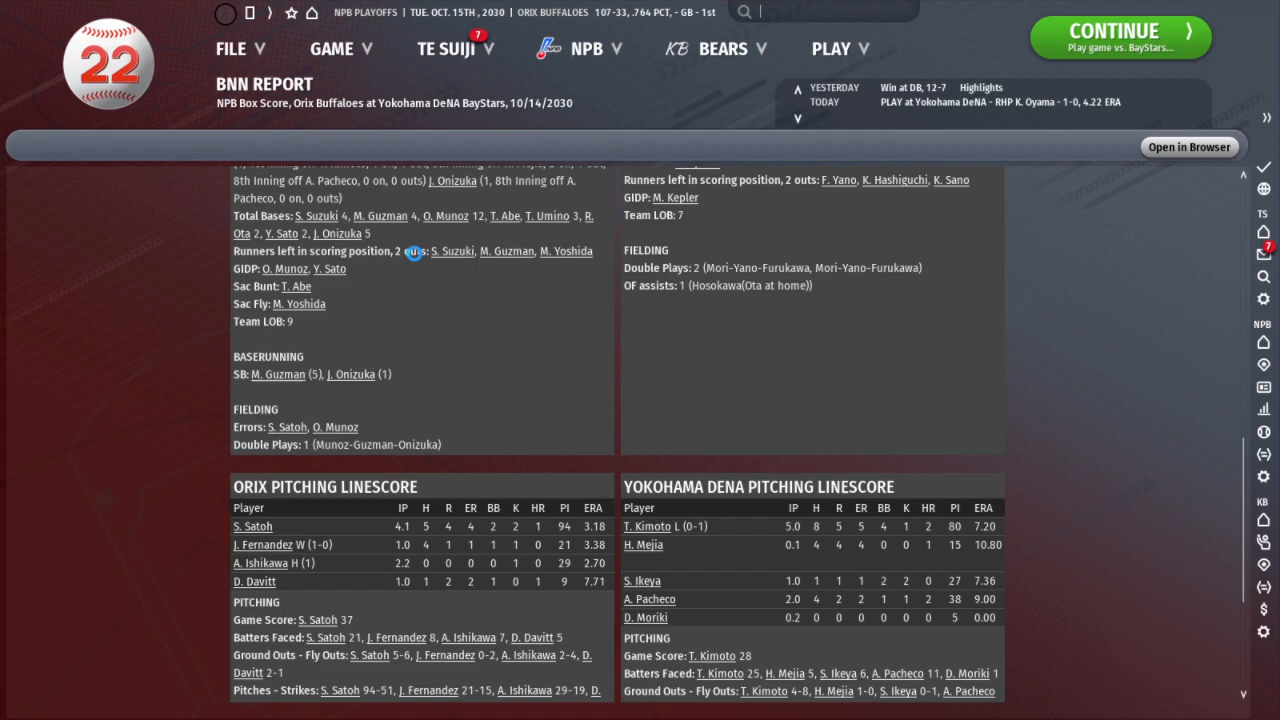 NPB PLAYOFFS | TUE. OCT. 15TH , 2030 | ORIX BUFFALOES 107-33, .764 PCT, - GB - 1st
22
FILE GAME TE SUIJI 7 NPB KB BEARS PLAY
CONTINUE
Play game vs. BayStars...
BNN REPORT
NPB Box Score, Orix Buffaloes at Yokohama DeNA BayStars, 10/14/2030
YESTERDAY Win at DB, 12-7 Highlights
TODAY PLAY at Yokohama DeNA - RHP K. Oyama - 1-0, 4.22 ERA
Open in Browser
8th Inning off A. Pacheco, 0 on, 0 outs) J. Onizuka (1, 8th Inning off A.
Pacheco, 0 on, 0 outs)
Total Bases: S. Suzuki 4, M. Guzman 4, O. Munoz 12, T. Abe, T. Umino 3, R.
Ota 2, Y. Sato 2, J. Onizuka 5
Runners left in scoring position, 2 outs: S. Suzuki, M. Guzman, M. Yoshida
GIDP: O. Munoz, Y. Sato
Sac Bunt: T. Abe
Sac Fly: M. Yoshida
Team LOB: 9
BASERUNNING
SB: M. Guzman (5), J. Onizuka (1)
FIELDING
Errors: S. Satoh, O. Munoz
Double Plays: 1 (Munoz-Guzman-Onizuka)
Runners left in scoring position, 2 outs: F. Yano, K. Hashiguchi, K. Sano
GIDP: M. Kepler
Team LOB: 7
FIELDING
Double Plays: 2 (Mori-Yano-Furukawa, Mori-Yano-Furukawa)
OF assists: 1 (Hosokawa(Ota at home))
ORIX PITCHING LINESCORE
Player IP H R ER BB K HR PI ERA
S. Satoh 4.1 5 4 4 2 2 1 94 3.18
J. Fernandez W (1-0) 1.0 4 1 1 1 1 0 21 3.38
A. Ishikawa H (1) 2.2 0 0 0 0 1 0 29 2.70
D. Davitt 1.0 1 2 2 1 0 1 9 7.71
PITCHING
Game Score: S. Satoh 37
Batters Faced: S. Satoh 21, J. Fernandez 8, A. Ishikawa 7, D. Davitt 5
Ground Outs - Fly Outs: S. Satoh 5-6, J. Fernandez 0-2, A. Ishikawa 2-4, D.
Davitt 2-1
Pitches - Strikes: S. Satoh 94-51, J. Fernandez 21-15, A. Ishikawa 29-19, D.
YOKOHAMA DENA PITCHING LINESCORE
Player IP H R ER BB K HR PI ERA
T. Kimoto L (0-1) 5.0 8 5 5 4 1 2 80 7.20
H. Mejia 0.1 4 4 4 0 0 1 15 10.80
S. Ikeya 1.0 1 1 1 2 2 0 27 7.36
A. Pacheco 2.0 4 2 2 1 1 2 38 9.00
D. Moriki 0.2 0 0 0 0 0 0 5 0.00
PITCHING
Game Score: T. Kimoto 28
Batters Faced: T. Kimoto 25, H. Mejia 5, S. Ikeya 6, A. Pacheco 11, D. Moriki 1
Ground Outs - Fly Outs: T. Kimoto 4-8, H. Mejia 1-0, S. Ikeya 0-1, A. Pacheco
TS
7
NPB
KB